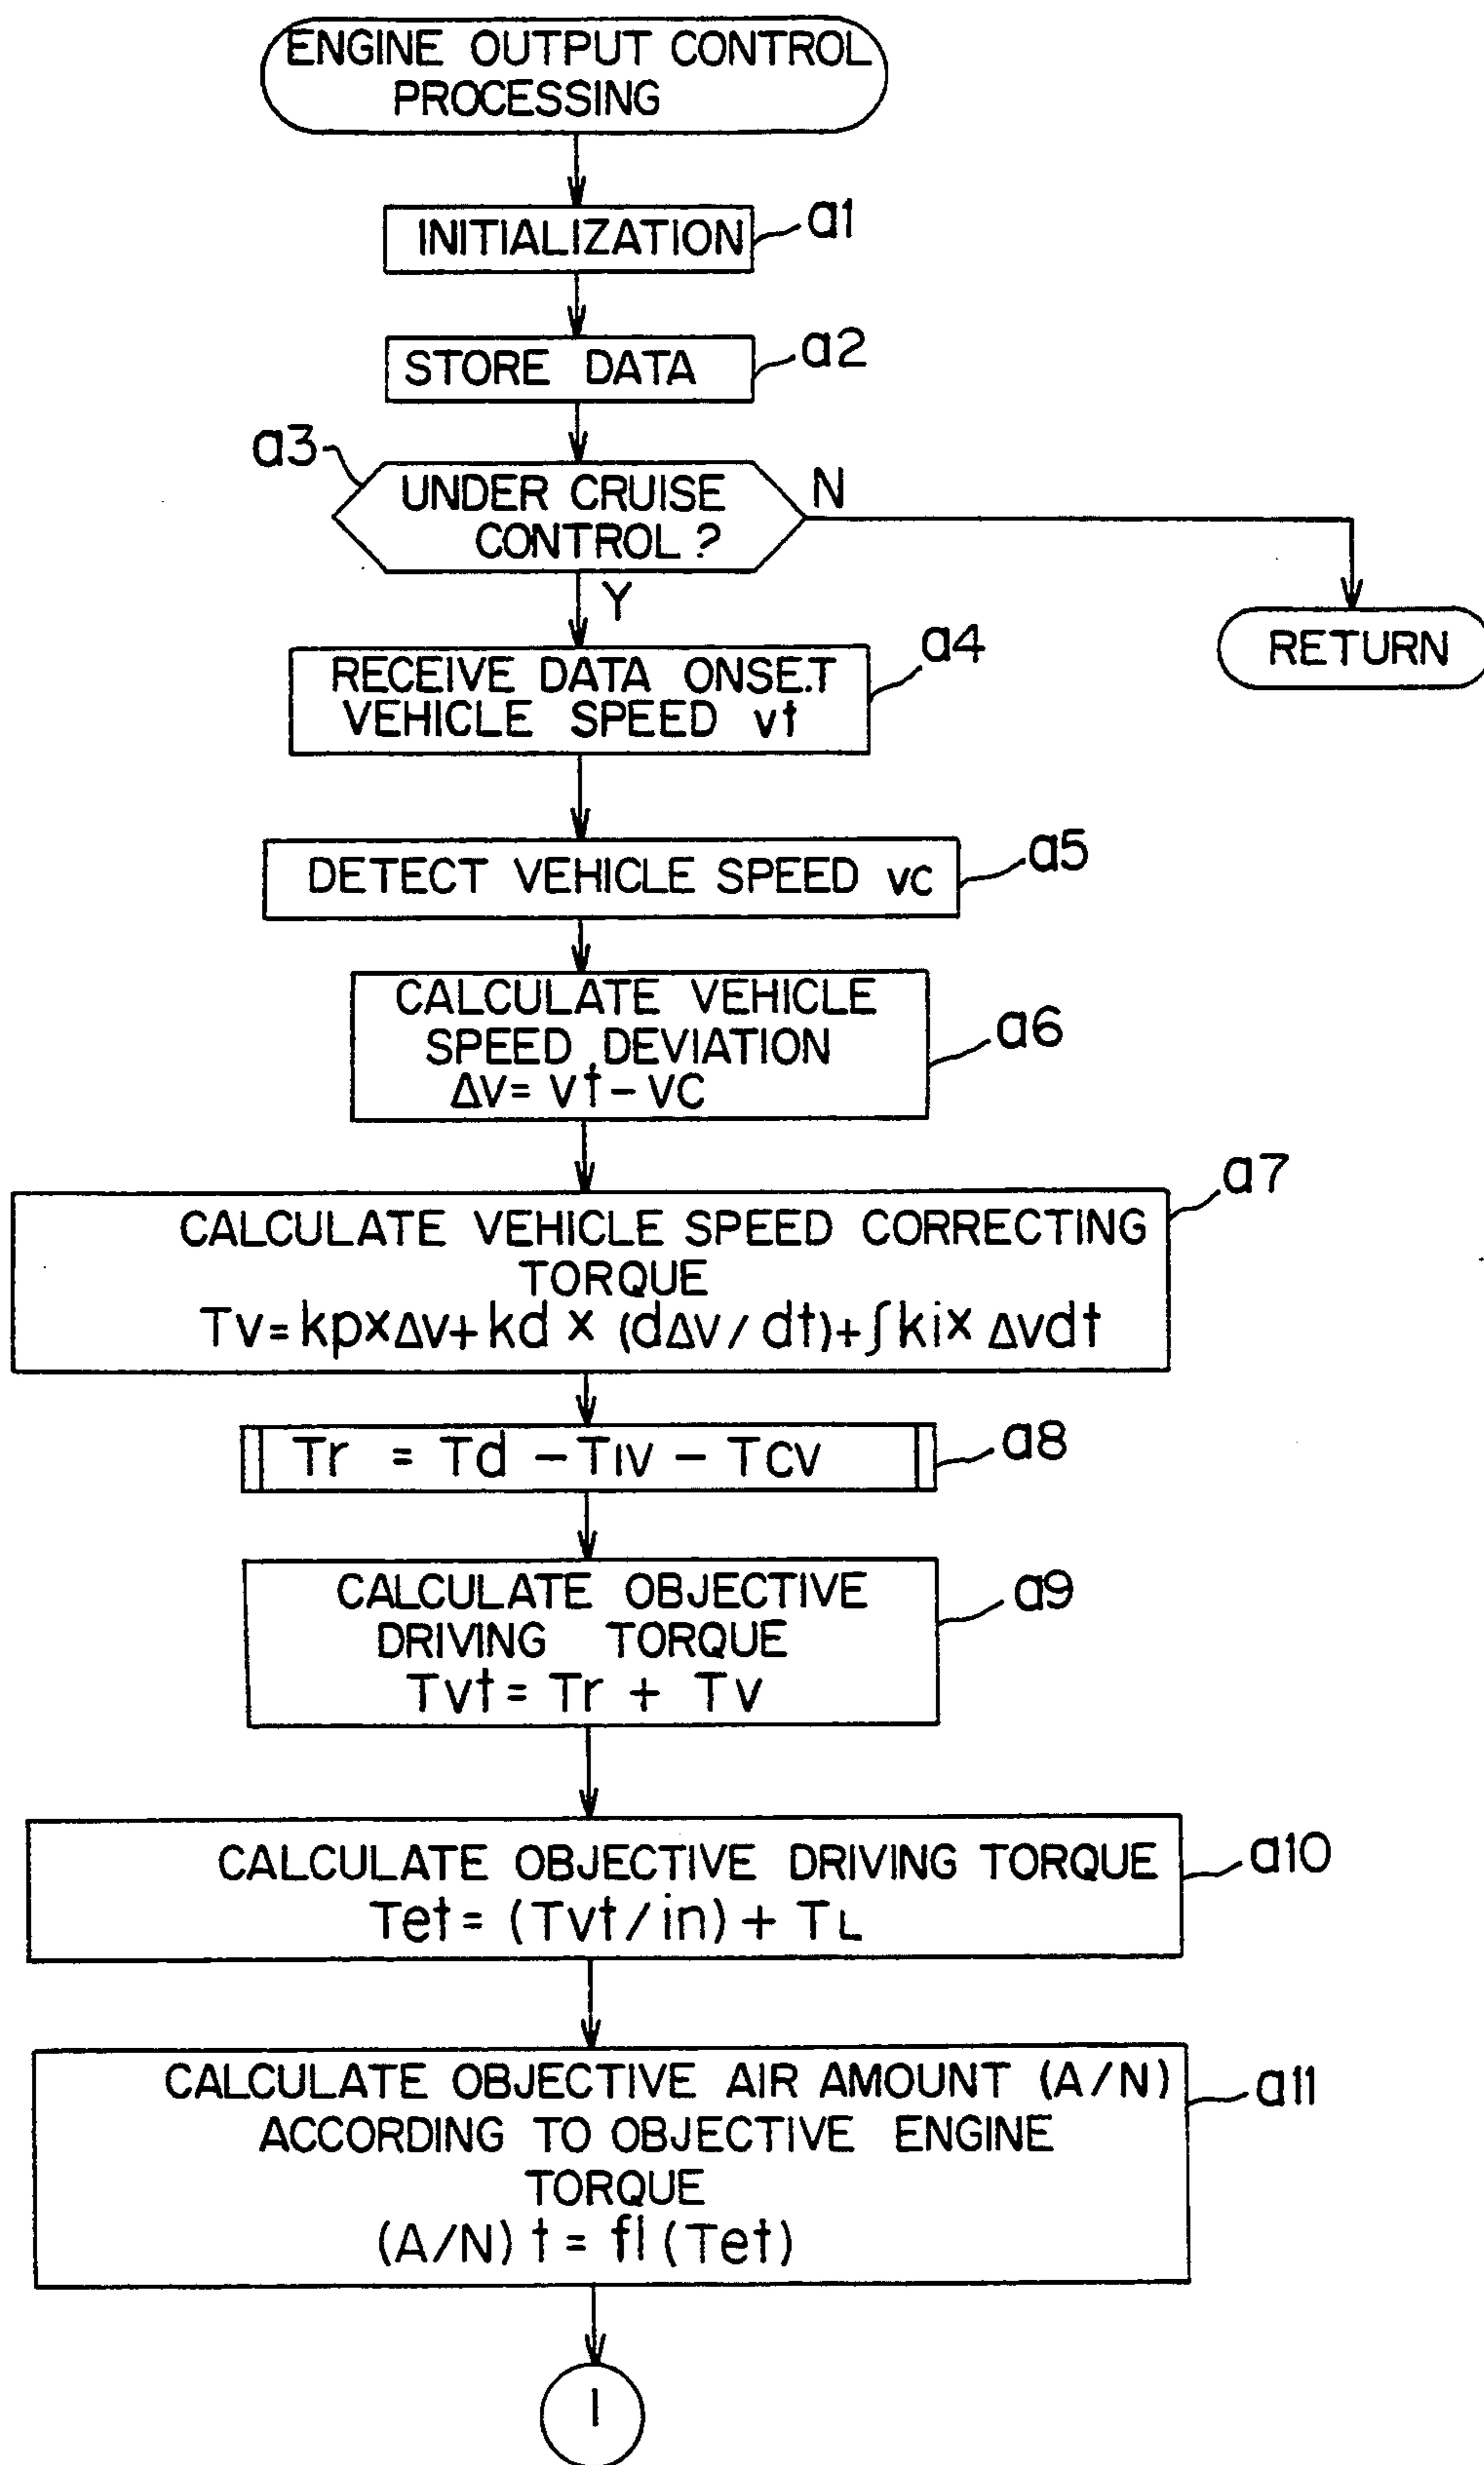 ENGINE OUTPUT CONTROL
PROCESSING
INITIALIZATION
a1
STORE DATA
a2
a3
UNDER CRUISE
CONTROL?
N
Y
RETURN
RECEIVE DATA ONSET
VEHICLE SPEED vt
a4
DETECT VEHICLE SPEED vc
a5
CALCULATE VEHICLE
SPEED DEVIATION
Δv = vt - vc
a6
CALCULATE VEHICLE SPEED CORRECTING
TORQUE
Tv = kp × Δv + kd × (dΔv / dt) + ∫ki × Δvdt
a7
Tr = Td - TIV - TCV
a8
CALCULATE OBJECTIVE
DRIVING TORQUE
Tvt = Tr + Tv
a9
CALCULATE OBJECTIVE DRIVING TORQUE
Tet = (Tvt / in) + TL
a10
CALCULATE OBJECTIVE AIR AMOUNT (A/N)
ACCORDING TO OBJECTIVE ENGINE
TORQUE
(A/N) t = f1 (Tet)
a11
1